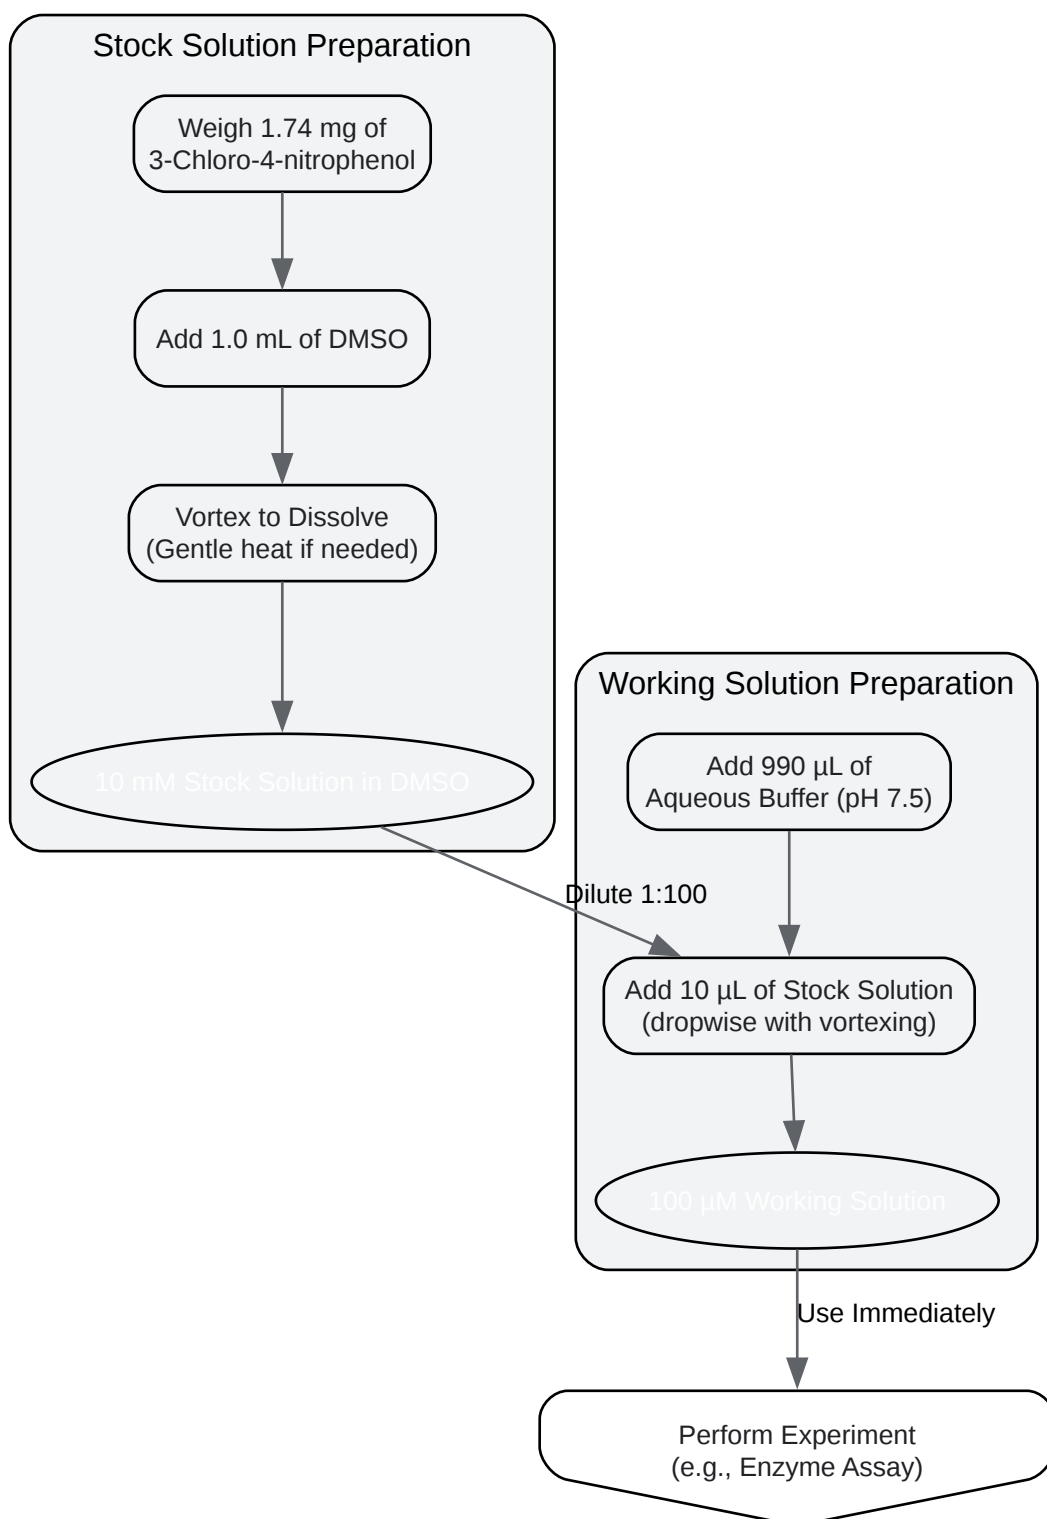 Stock Solution Preparation
Weigh 1.74 mg of
3-Chloro-4-nitrophenol
Add 1.0 mL of DMSO
Vortex to Dissolve
(Gentle heat if needed)
10 mM Stock Solution in DMSO
Dilute 1:100
Working Solution Preparation
Add 990 µL of
Aqueous Buffer (pH 7.5)
Add 10 µL of Stock Solution
(dropwise with vortexing)
100 µM Working Solution
Use Immediately
Perform Experiment
(e.g., Enzyme Assay)